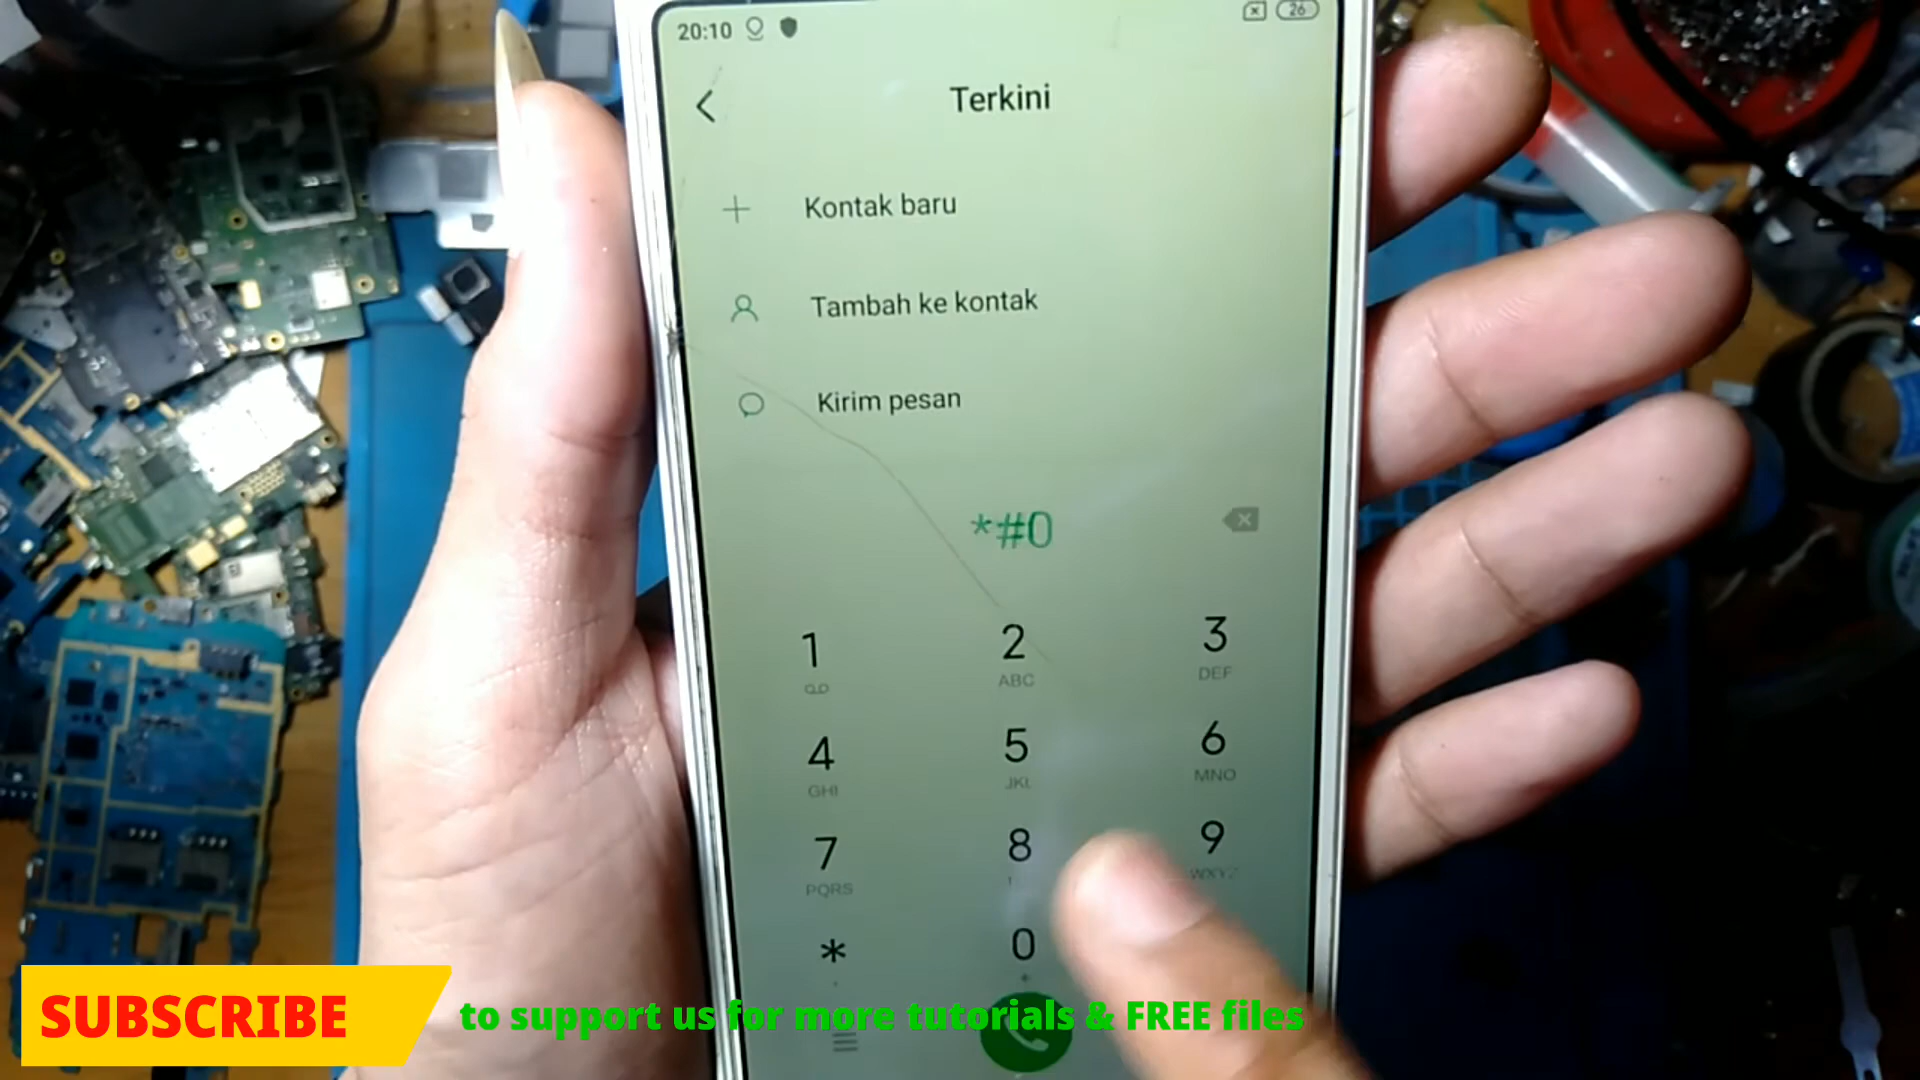 20:10
26
Terkini
Kontak baru
Tambah ke kontak
Kirim pesan
*#0
1 2 3
ABC DEF
4 5 6
GHI JKL MNO
7 8 9
PQRS WXYZ
* 0
SUBSCRIBE to support us for more tutorials & FREE files